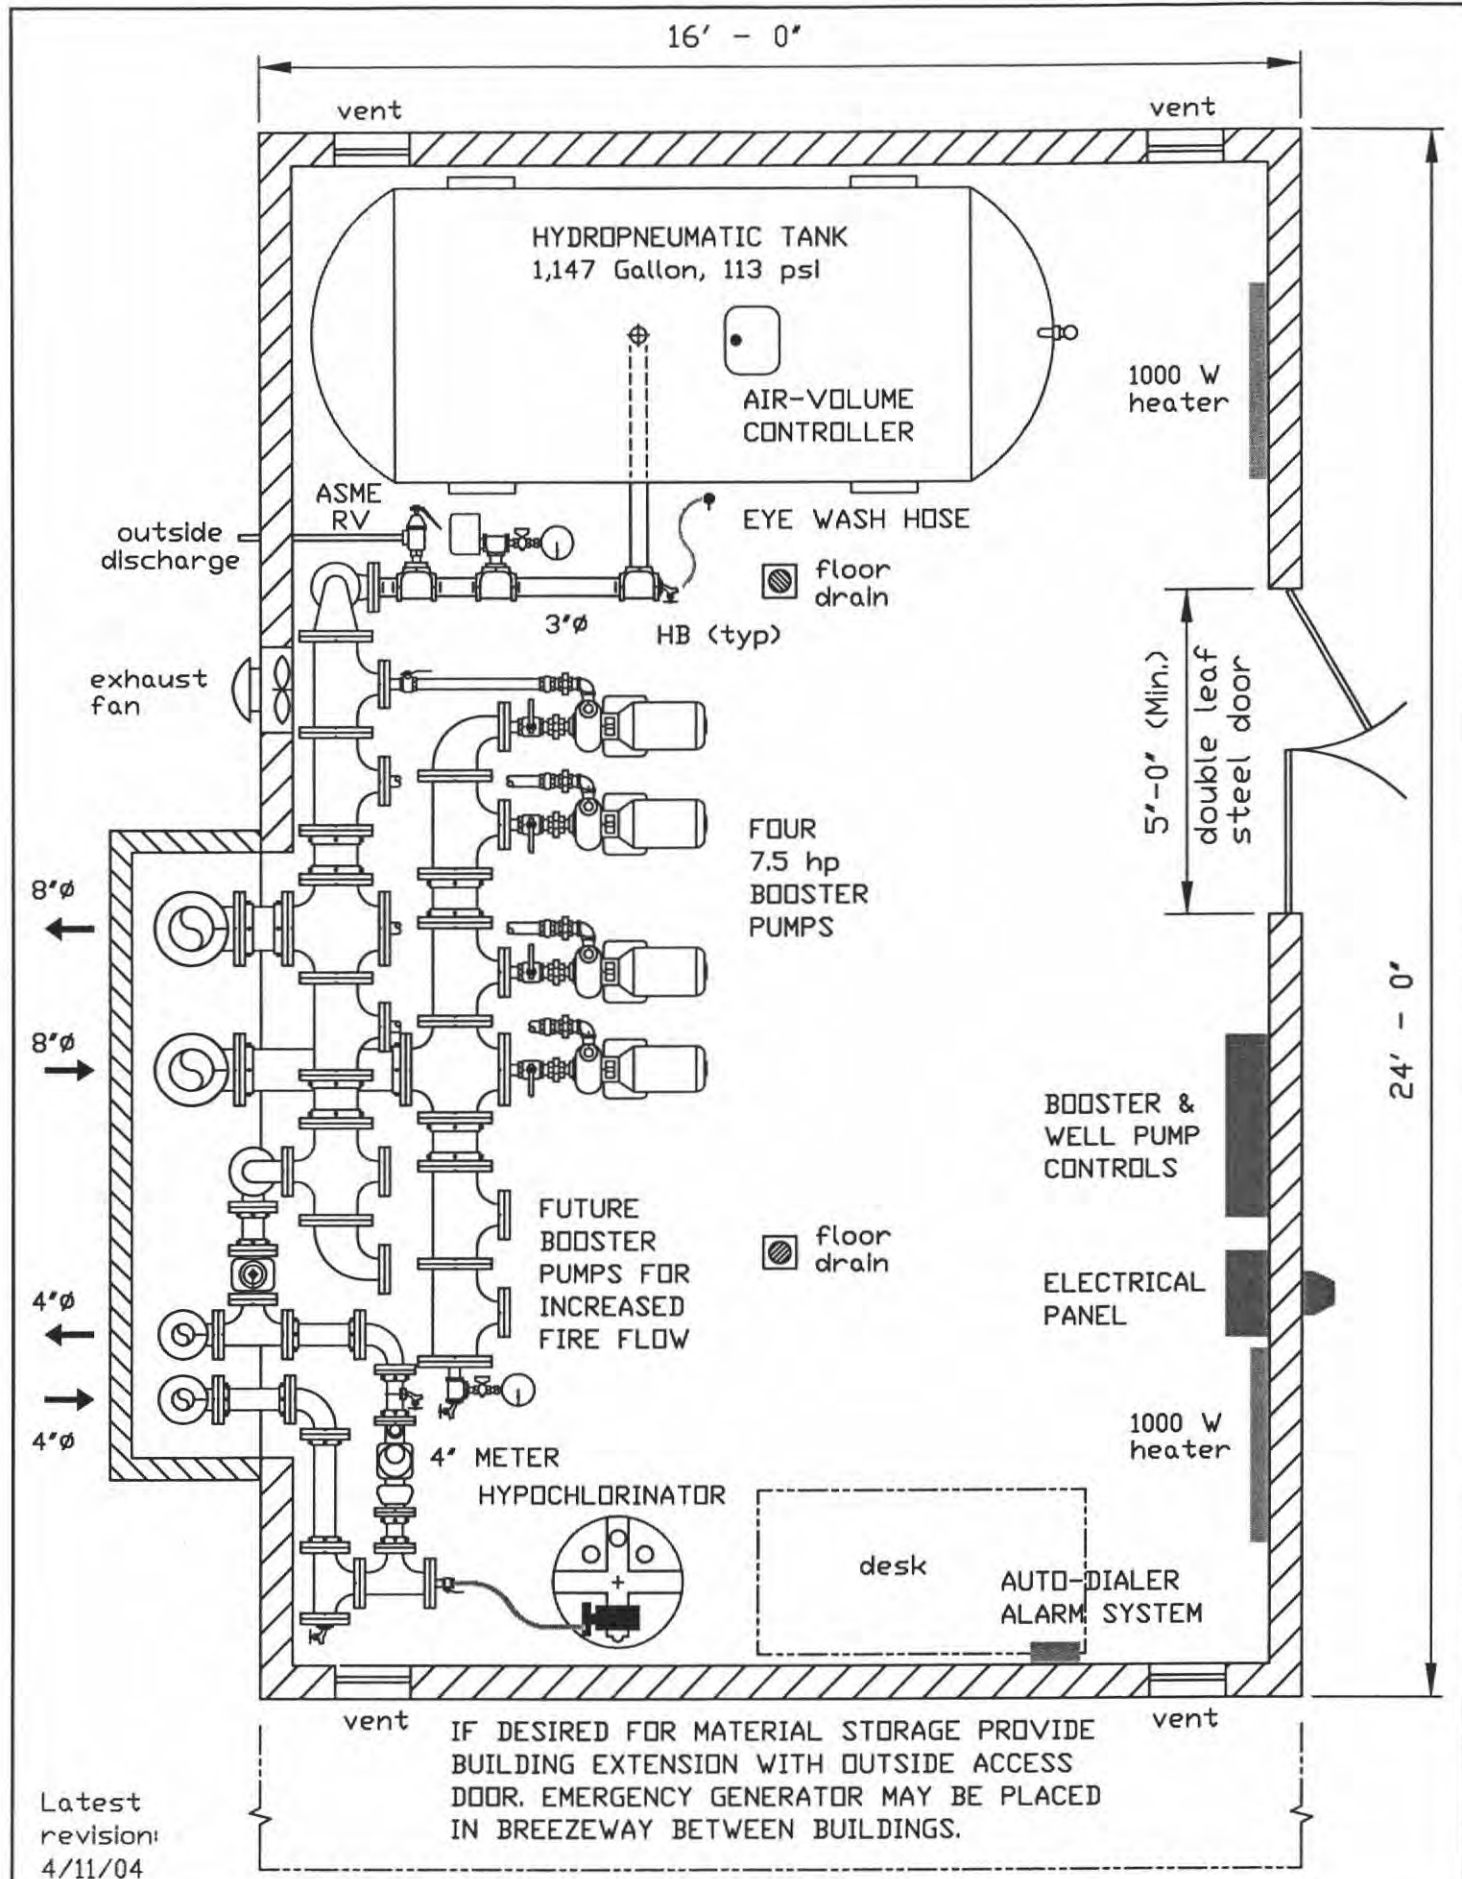 16' - 0"
vent
vent
HYDROPNEUMATIC TANK
1,147 Gallon, 113 psi
AIR-VOLUME
CONTROLLER
1000 W
heater
ASME
RV
outside
discharge
EYE WASH HOSE
floor
drain
3"ø
HB (typ)
exhaust
fan
5"-0" (Min.)
double leaf
steel door
FOUR
7.5 hp
BOOSTER
PUMPS
8"ø
8"ø
24' - 0"
BOOSTER &
WELL PUMP
CONTROLS
FUTURE
BOOSTER
PUMPS FOR
INCREASED
FIRE FLOW
floor
drain
ELECTRICAL
PANEL
4"ø
4"ø
1000 W
heater
4" METER
HYPOCHLORINATOR
desk
AUTO-DIALER
ALARM SYSTEM
vent
vent
IF DESIRED FOR MATERIAL STORAGE PROVIDE
BUILDING EXTENSION WITH OUTSIDE ACCESS
DOOR. EMERGENCY GENERATOR MAY BE PLACED
IN BREEZEWAY BETWEEN BUILDINGS.
Latest
revision:
4/11/04